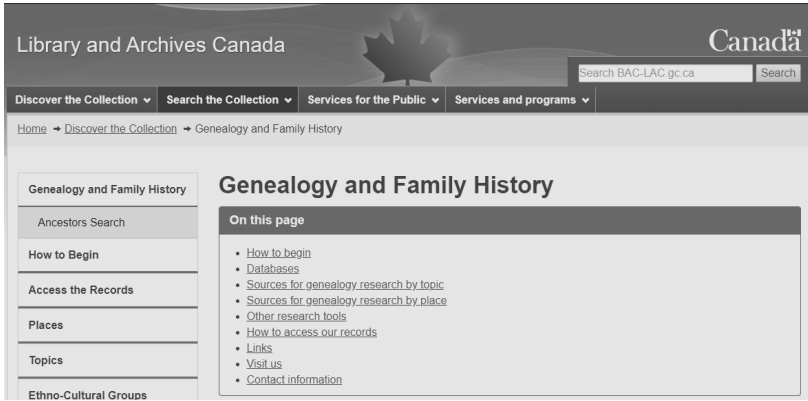 Library and Archives Canada
Canada
Search BAC-LAC.gc.ca Search
Discover the Collection Search the Collection Services for the Public Services and programs
Home → Discover the Collection → Genealogy and Family History
Genealogy and Family History
Ancestors Search
How to Begin
Access the Records
Places
Topics
Ethno-Cultural Groups
Genealogy and Family History
On this page
• How to begin
• Databases
• Sources for genealogy research by topic
• Sources for genealogy research by place
• Other research tools
• How to access our records
• Links
• Visit us
• Contact information